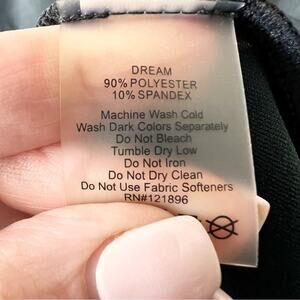 DREAM
90% POLYESTER
10% SPANDEX
Machine Wash Cold
Wash Dark Colors Separately
Do Not Bleach
Tumble Dry Low
Do Not Iron
Do Not Dry Clean
Do Not Use Fabric Softeners
RN#121896